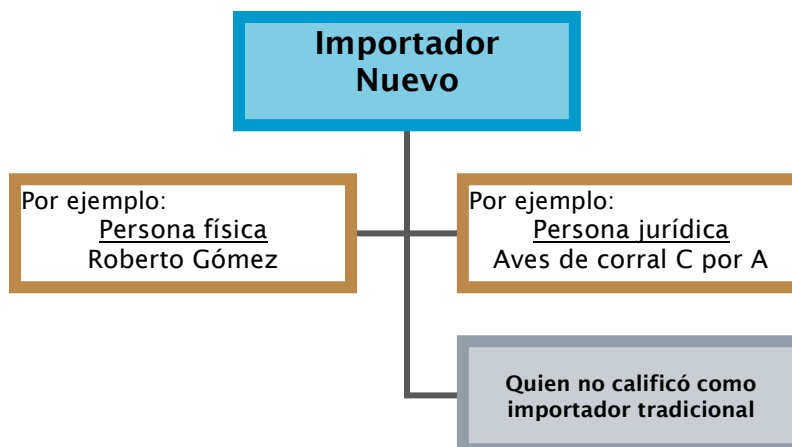 Importador
Nuevo
Por ejemplo:
Persona física
Roberto Gómez
Por ejemplo:
Persona jurídica
Aves de corral C por A
Quien no calificó como
importador tradicional